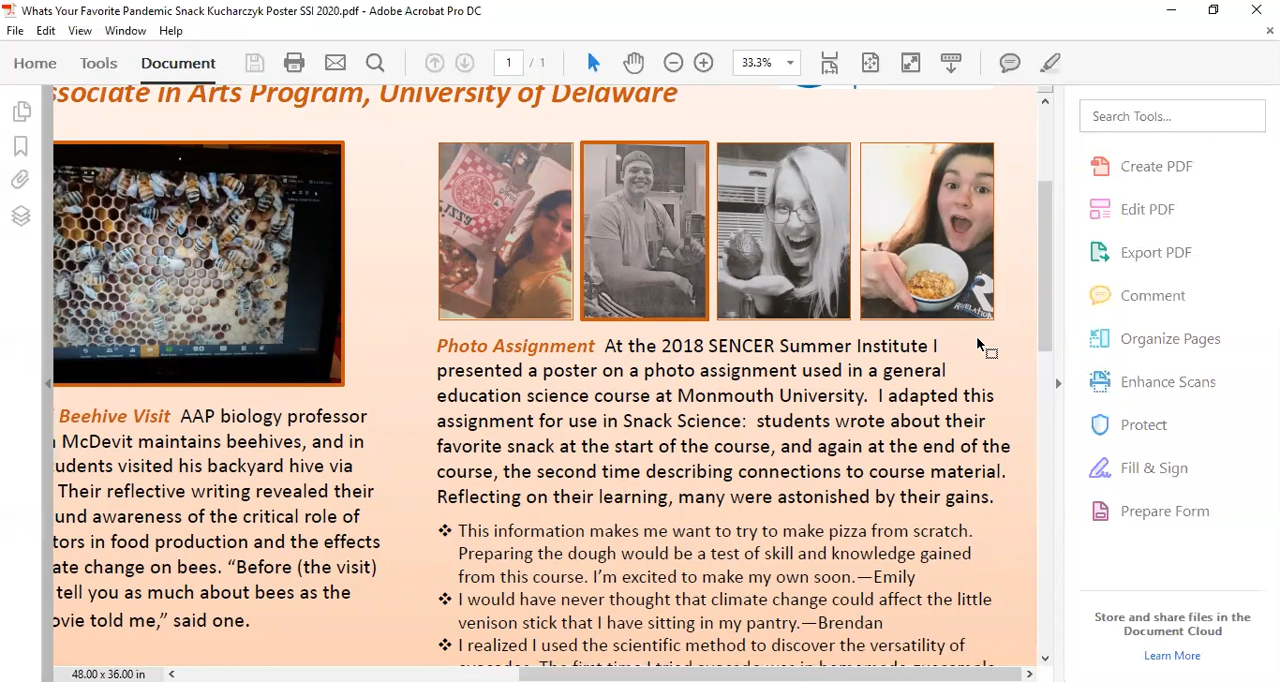 Whats Your Favorite Pandemic Snack Kucharczyk Poster SSI 2020.pdf - Adobe Acrobat Pro DC
File Edit View Window Help
Home Tools Document 1 / 1 33.3%
Search Tools...
Create PDF
Edit PDF
Export PDF
Comment
Organize Pages
Enhance Scans
Protect
Fill & Sign
Prepare Form
Store and share files in the
Document Cloud
Learn More
ssociate in Arts Program, University of Delaware
Beehive Visit AAP biology professor
McDevit maintains beehives, and in
udents visited his backyard hive via
Their reflective writing revealed their
und awareness of the critical role of
tors in food production and the effects
ate change on bees. “Before (the visit)
tell you as much about bees as the
ovie told me,” said one.
Photo Assignment At the 2018 SENCER Summer Institute I
presented a poster on a photo assignment used in a general
education science course at Monmouth University. I adapted this
assignment for use in Snack Science: students wrote about their
favorite snack at the start of the course, and again at the end of the
course, the second time describing connections to course material.
Reflecting on their learning, many were astonished by their gains.
❖ This information makes me want to try to make pizza from scratch.
Preparing the dough would be a test of skill and knowledge gained
from this course. I’m excited to make my own soon.—Emily
❖ I would have never thought that climate change could affect the little
venison stick that I have sitting in my pantry.—Brendan
❖ I realized I used the scientific method to discover the versatility of
48.00 x 36.00 in